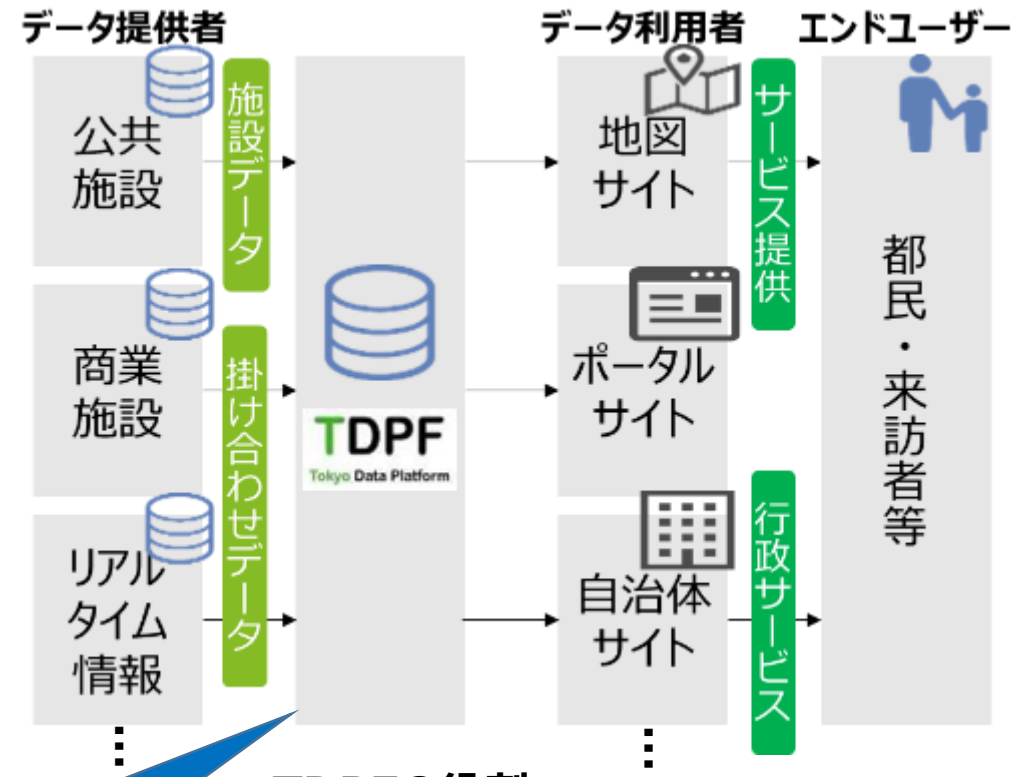 データ提供者
データ利用者
エンドユーザー
公共
施設
施設データ
地図
サイト
サービス提供
商業
施設
掛け合わせデータ
TDPF
Tokyo Data Platform
ポータル
サイト
都民・来訪者等
リアル
タイム
情報
自治体
サイト
行政サービス